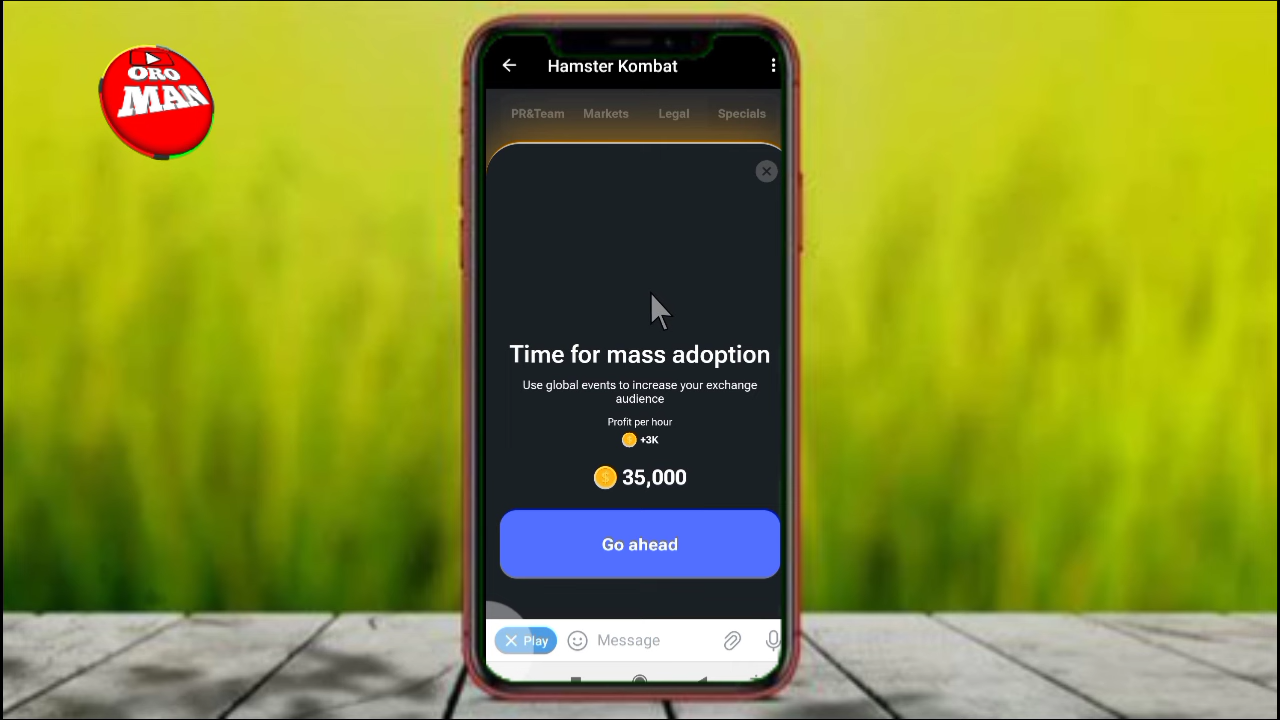 ORO
MAN
Hamster Kombat
PR&Team Markets Legal Specials
Time for mass adoption
Use global events to increase your exchange
audience
Profit per hour
+3K
35,000
Go ahead
Play Message